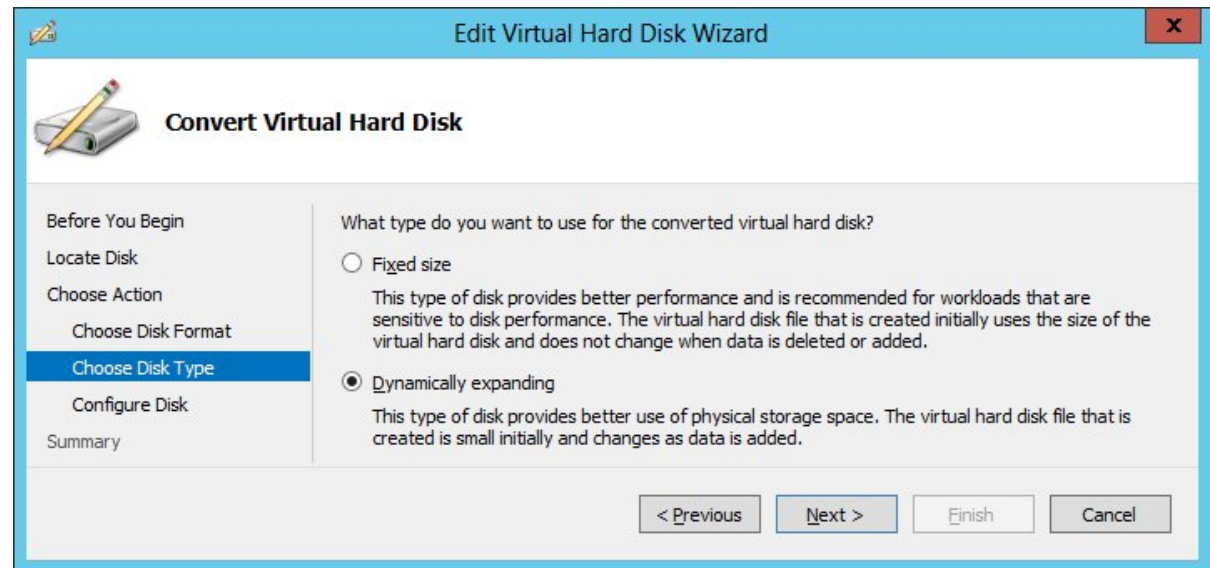 Edit Virtual Hard Disk Wizard
x
Convert Virtual Hard Disk
Before You Begin
Locate Disk
Choose Action
Choose Disk Format
Choose Disk Type
Configure Disk
Summary
What type do you want to use for the converted virtual hard disk?
Fixed size
This type of disk provides better performance and is recommended for workloads that are
sensitive to disk performance. The virtual hard disk file that is created initially uses the size of the
virtual hard disk and does not change when data is deleted or added.
Dynamically expanding
This type of disk provides better use of physical storage space. The virtual hard disk file that is
created is small initially and changes as data is added.
< Previous
Next >
Finish
Cancel